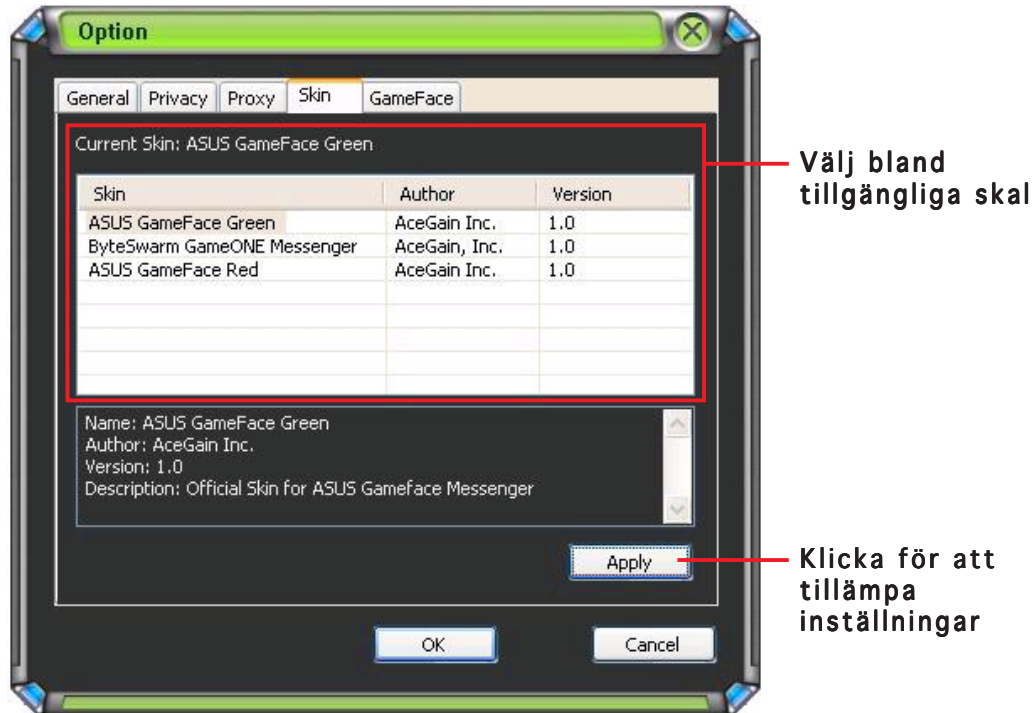 Option
General Privacy Proxy Skin GameFace
Current Skin: ASUS GameFace Green
Skin Author Version
ASUS GameFace Green AceGain Inc. 1.0
ByteSwarm GameONE Messenger AceGain, Inc. 1.0
ASUS GameFace Red AceGain Inc. 1.0
Name: ASUS GameFace Green
Author: AceGain Inc.
Version: 1.0
Description: Official Skin for ASUS Gameface Messenger
Apply
OK Cancel
Välj bland
tillgängliga skal
Klicka för att
tillämpa
inställningar